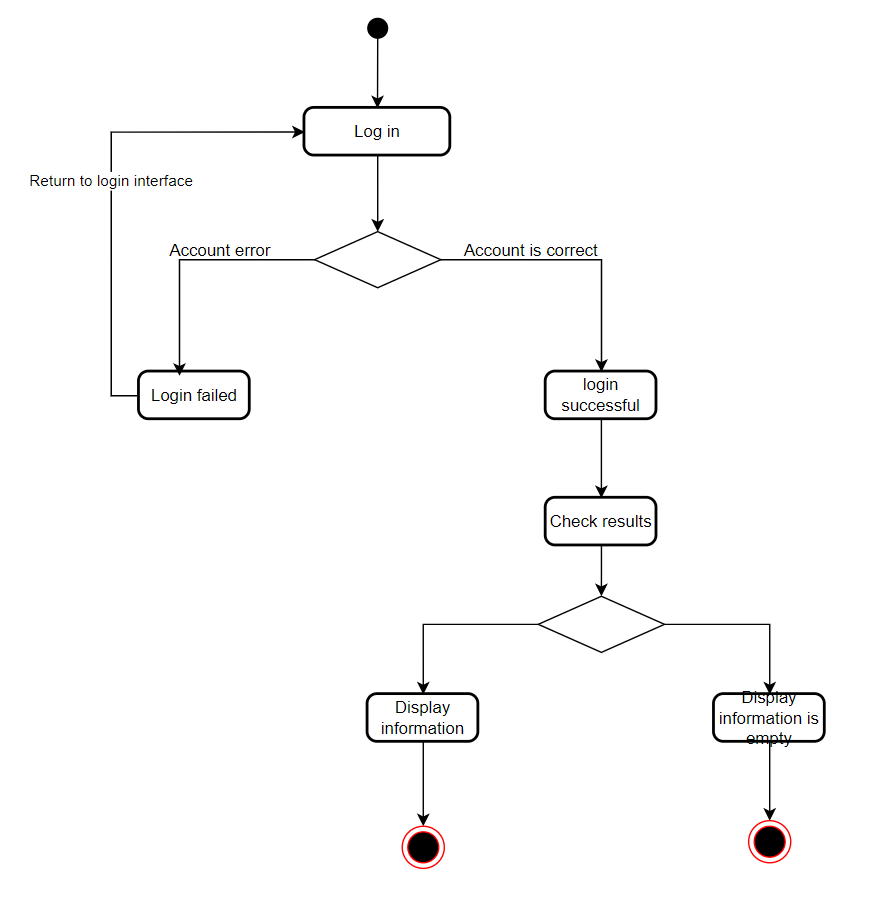 Log in
Return to login interface
Account error
Account is correct
Login failed
login
successful
Check results
Display
information
Display
information is
empty